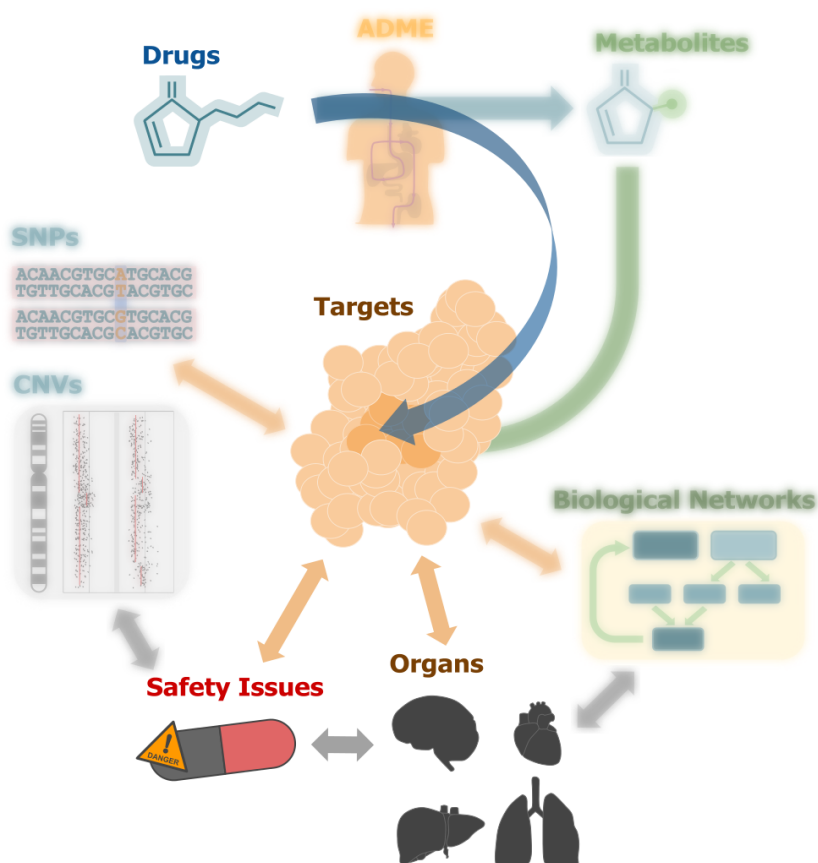 ADME
Drugs
Metabolites
SNPs
ACAACGTGCATGCACG
TGTTGCACGTACGTGC
ACAACGTGCGTGCACG
TGTTGCACGCACGTGC
Targets
CNVs
Biological Networks
Organs
Safety Issues
!
DANGER